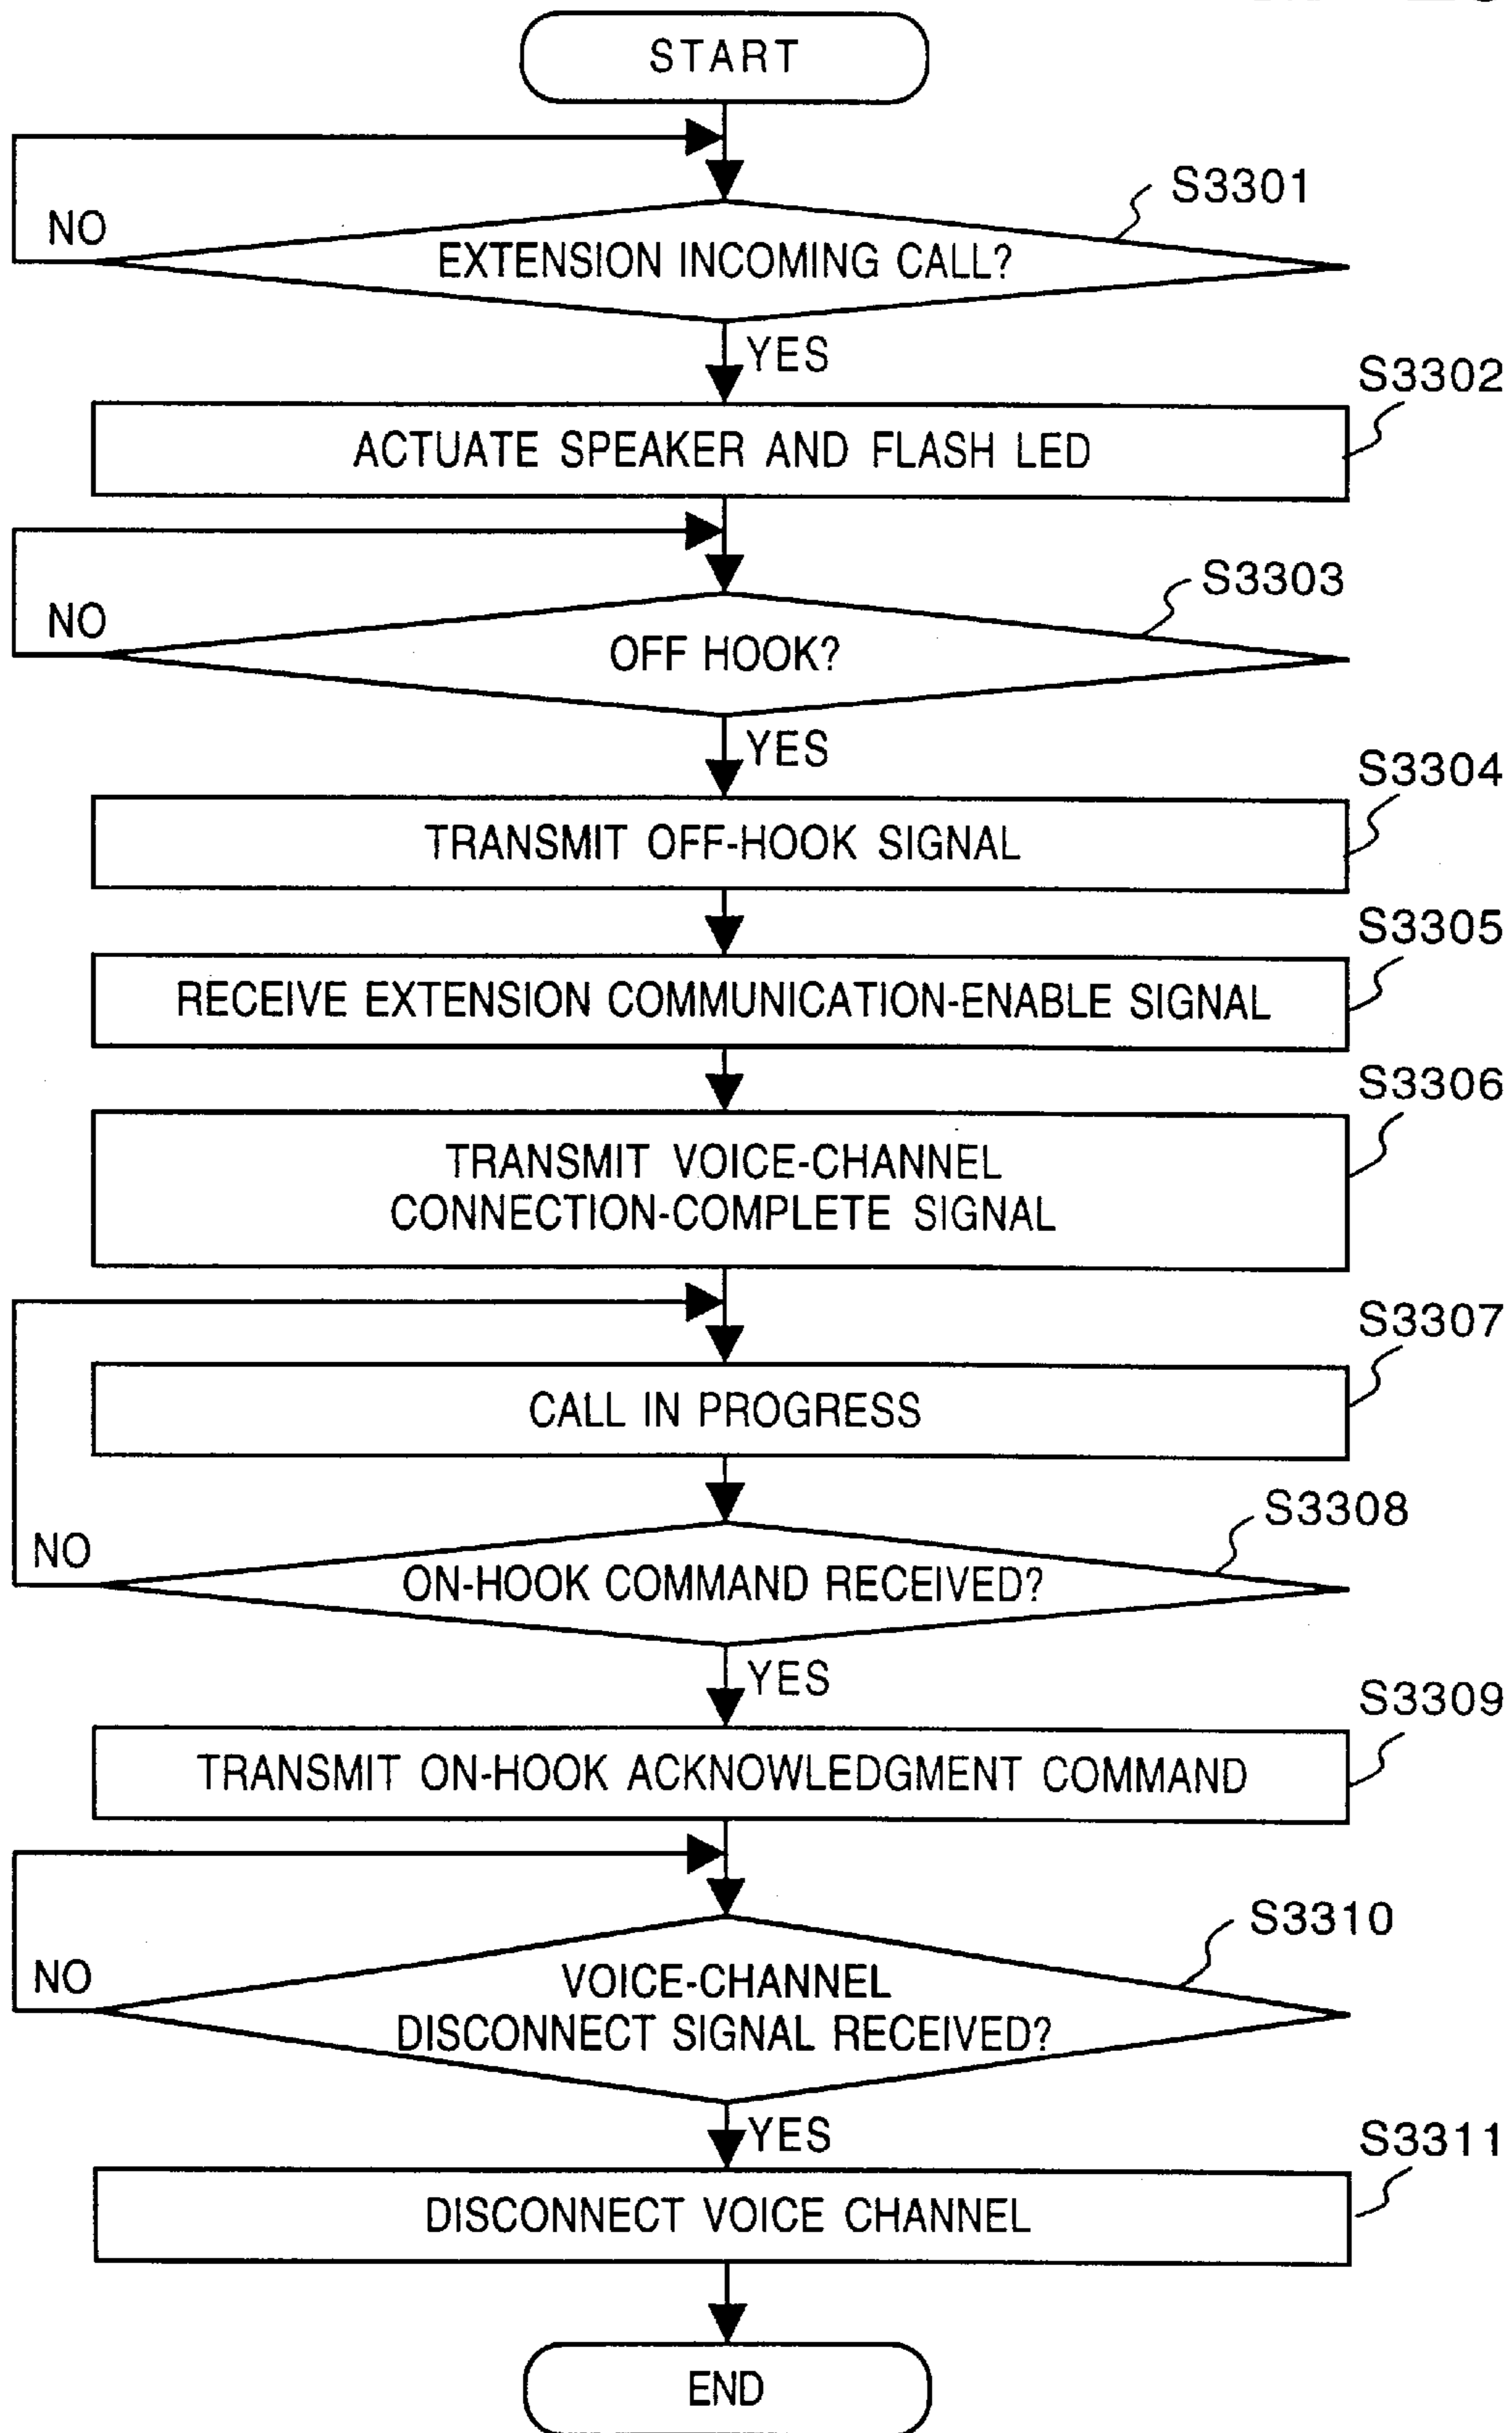 START
S3301
NO
EXTENSION INCOMING CALL?
YES
S3302
ACTUATE SPEAKER AND FLASH LED
S3303
NO
OFF HOOK?
YES
S3304
TRANSMIT OFF-HOOK SIGNAL
S3305
RECEIVE EXTENSION COMMUNICATION-ENABLE SIGNAL
S3306
TRANSMIT VOICE-CHANNEL
CONNECTION-COMPLETE SIGNAL
S3307
CALL IN PROGRESS
S3308
NO
ON-HOOK COMMAND RECEIVED?
YES
S3309
TRANSMIT ON-HOOK ACKNOWLEDGMENT COMMAND
S3310
NO
VOICE-CHANNEL
DISCONNECT SIGNAL RECEIVED?
YES
S3311
DISCONNECT VOICE CHANNEL
END